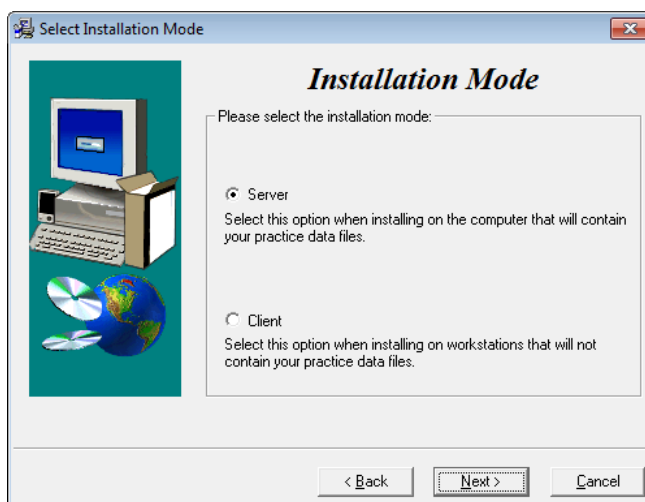 Select Installation Mode
Installation Mode
Please select the installation mode:
Server
Select this option when installing on the computer that will contain
your practice data files.
Client
Select this option when installing on workstations that will not
contain your practice data files.
< Back
Next >
Cancel